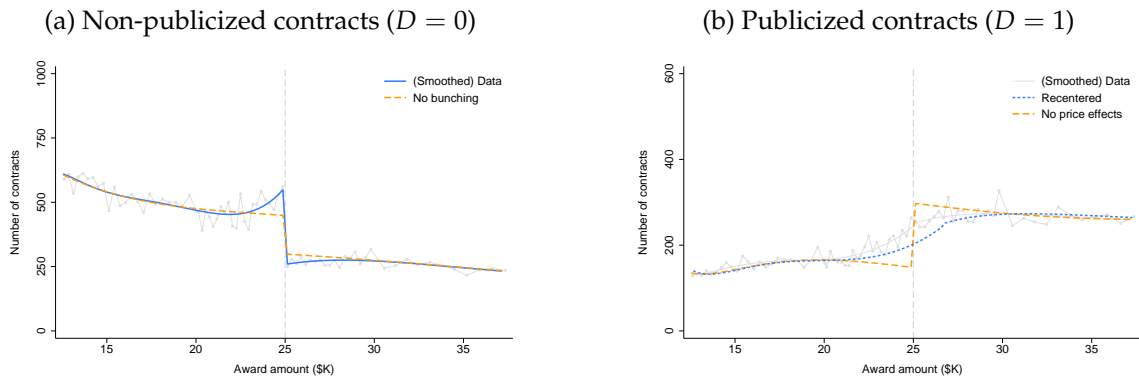 (a) Non-publicized contracts (D = 0)
1000
750
500
250
0
Number of contracts
(Smoothed) Data
No bunching
15
20
25
30
35
Award amount ($K)
(b) Publicized contracts (D = 1)
600
400
200
0
Number of contracts
(Smoothed) Data
Recentered
No price effects
15
20
25
30
35
Award amount ($K)